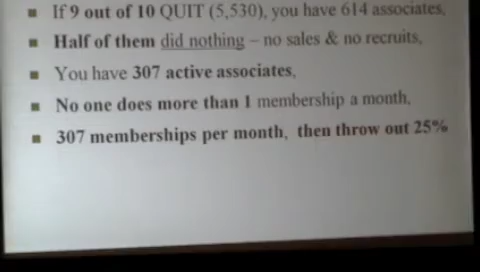 If 9 out of 10 QUIT (5,530), you have 614 associates,
Half of them did nothing – no sales & no recruits,
You have 307 active associates,
No one does more than 1 membership a month,
307 memberships per month, then throw out 25%